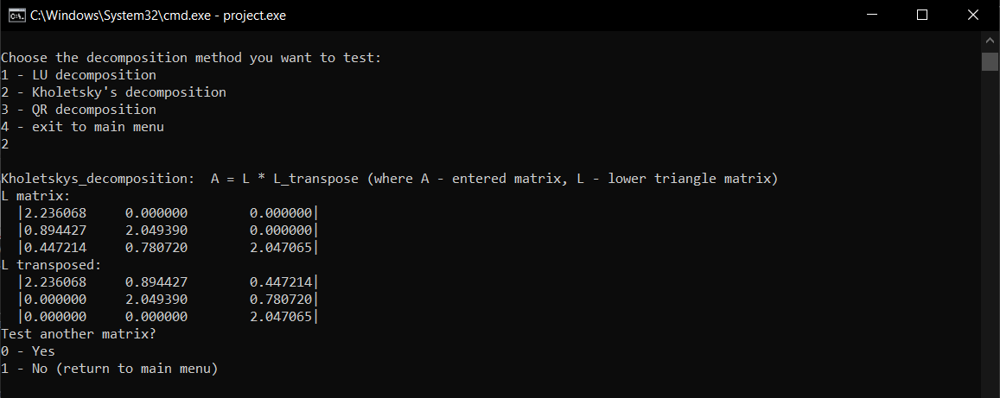 C:\Windows\System32\cmd.exe - project.exe
Choose the decomposition method you want to test:
1 - LU decomposition
2 - Kholetsky's decomposition
3 - QR decomposition
4 - exit to main menu
2
Kholetskys_decomposition:  A = L * L_transpose (where A - entered matrix, L - lower triangle matrix)
L matrix:
|2.236068     0.000000        0.000000|
|0.894427     2.049390        0.000000|
|0.447214     0.780720        2.047065|
L transposed:
|2.236068     0.894427        0.447214|
|0.000000     2.049390        0.780720|
|0.000000     0.000000        2.047065|
Test another matrix?
0 - Yes
1 - No (return to main menu)